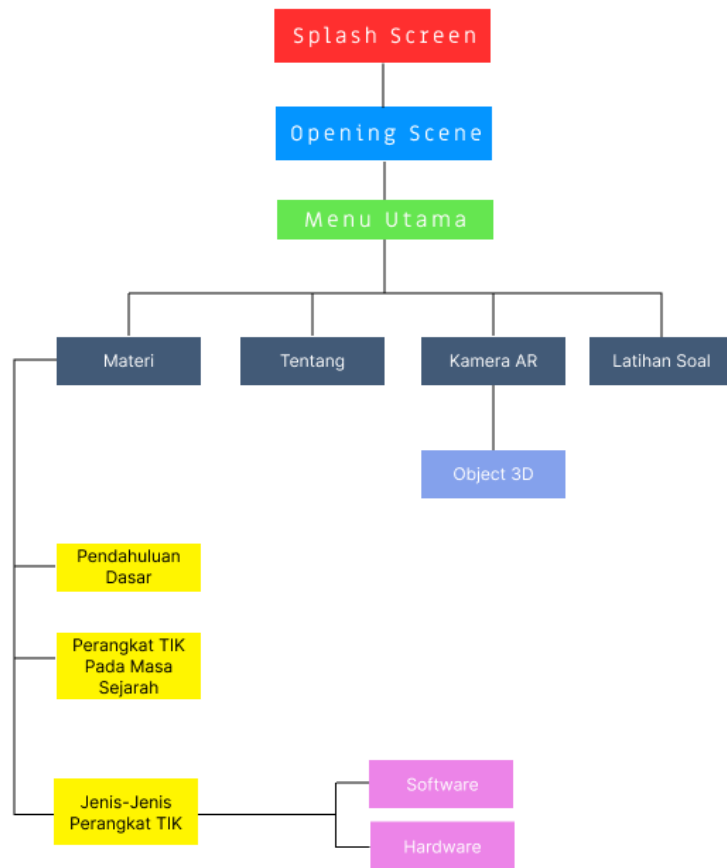 Splash Screen
Opening Scene
Menu Utama
Materi
Tentang
Kamera AR
Latihan Soal
Object 3D
Pendahuluan
Dasar
Perangkat TIK
Pada Masa
Sejarah
Jenis-Jenis
Perangkat TIK
Software
Hardware